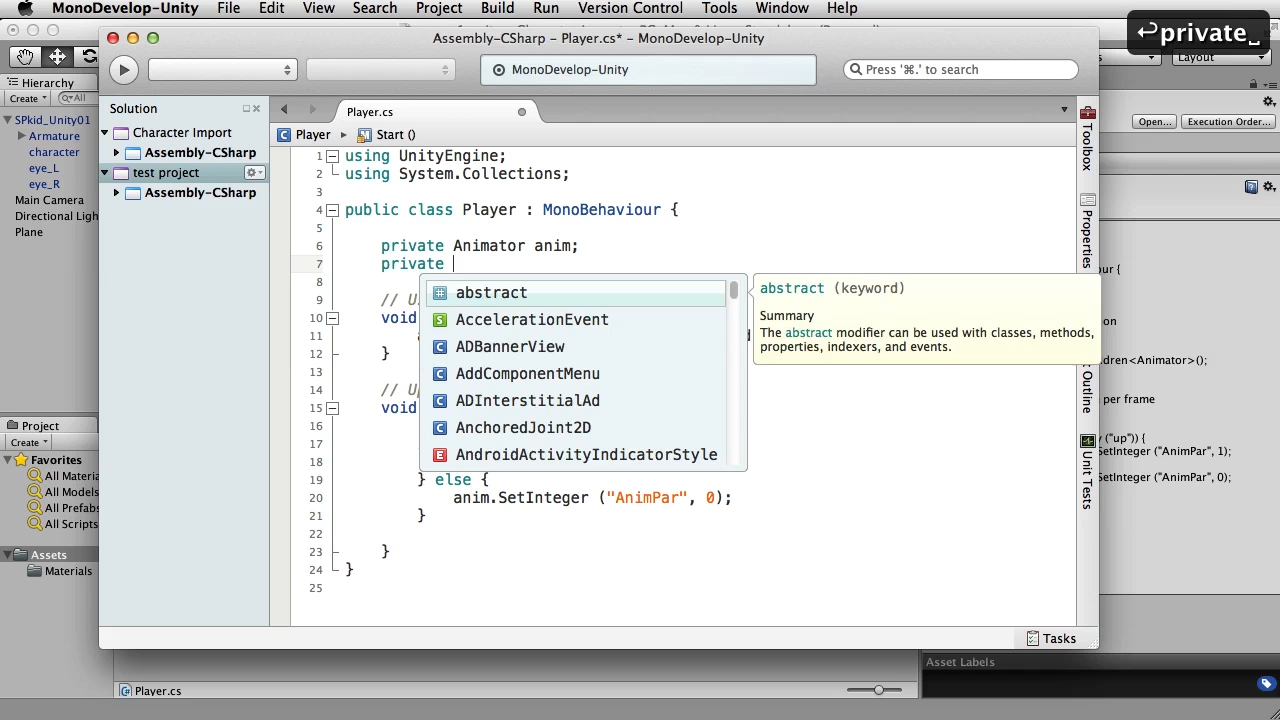 MonoDevelop-Unity File Edit View Search Project Build Run Version Control Tools Window Help
↩private␣
Assembly-CSharp - Player.cs* - MonoDevelop-Unity
Layout
Hierarchy
MonoDevelop-Unity
Press '⌘.' to search
Create
All
Solution
Player.cs
SPkid_Unity01
Armature
character
eye_L
eye_R
Main Camera
Directional Ligh
Plane
Character Import
Assembly-CSharp
test project
Assembly-CSharp
Player
Start ()
Open...
Execution Order...
Toolbox
Properties
Outline
Unit Tests
1 using UnityEngine;
2 using System.Collections;
3
4 public class Player : MonoBehaviour {
5
6 private Animator anim;
7 private
8
9 // U
10 void
11
12 }
13
14 // U
15 void
16
17
18
19 } else {
20 anim.SetInteger ("AnimPar", 0);
21 }
22
23 }
24 }
25
abstract
AccelerationEvent
ADBannerView
AddComponentMenu
ADInterstitialAd
AnchoredJoint2D
AndroidActivityIndicatorStyle
abstract (keyword)
Summary
The abstract modifier can be used with classes, methods,
properties, indexers, and events.
our {
on
dren<Animator>();
per frame
("up")) {
SetInteger ("AnimPar", 1);
SetInteger ("AnimPar", 0);
Project
Create
Favorites
All Materia
All Models
All Prefabs
All Scripts
Assets
Materials
Tasks
Player.cs
Asset Labels